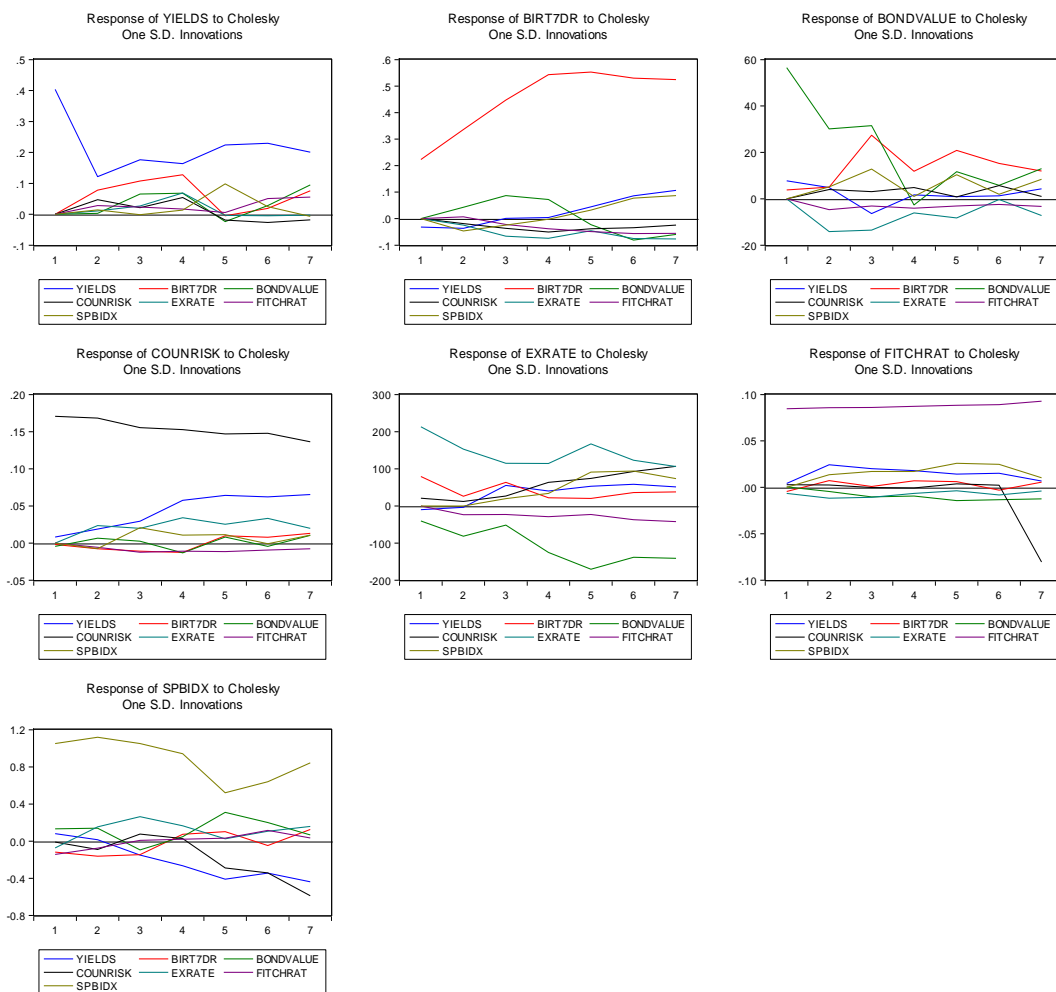 Response of YIELDS to Cholesky
One S.D. Innovations
.5
.4
.3
.2
.1
.0
-.1
1 2 3 4 5 6 7
YIELDS BIRT7DR BONDVALUE
COUNRISK EXRATE FITCHRAT
SPBIDX
Response of BIRT7DR to Cholesky
One S.D. Innovations
.6
.5
.4
.3
.2
.1
.0
-.1
1 2 3 4 5 6 7
YIELDS BIRT7DR BONDVALUE
COUNRISK EXRATE FITCHRAT
SPBIDX
Response of BONDVALUE to Cholesky
One S.D. Innovations
60
40
20
0
-20
1 2 3 4 5 6 7
YIELDS BIRT7DR BONDVALUE
COUNRISK EXRATE FITCHRAT
SPBIDX
Response of COUNRISK to Cholesky
One S.D. Innovations
.20
.15
.10
.05
.00
-.05
1 2 3 4 5 6 7
YIELDS BIRT7DR BONDVALUE
COUNRISK EXRATE FITCHRAT
SPBIDX
Response of EXRATE to Cholesky
One S.D. Innovations
300
200
100
0
-100
-200
1 2 3 4 5 6 7
YIELDS BIRT7DR BONDVALUE
COUNRISK EXRATE FITCHRAT
SPBIDX
Response of FITCHRAT to Cholesky
One S.D. Innovations
.10
.05
.00
-.05
-.10
1 2 3 4 5 6 7
YIELDS BIRT7DR BONDVALUE
COUNRISK EXRATE FITCHRAT
SPBIDX
Response of SPBIDX to Cholesky
One S.D. Innovations
1.2
0.8
0.4
0.0
-0.4
-0.8
1 2 3 4 5 6 7
YIELDS BIRT7DR BONDVALUE
COUNRISK EXRATE FITCHRAT
SPBIDX